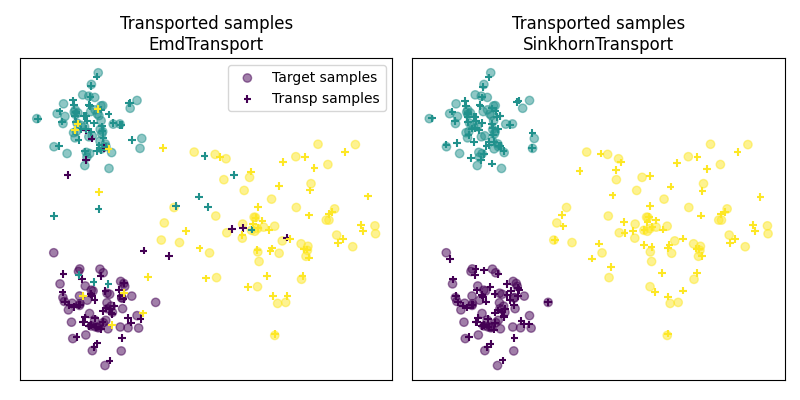 Transported samples
EmdTransport
Target samples
Transp samples
Transported samples
SinkhornTransport